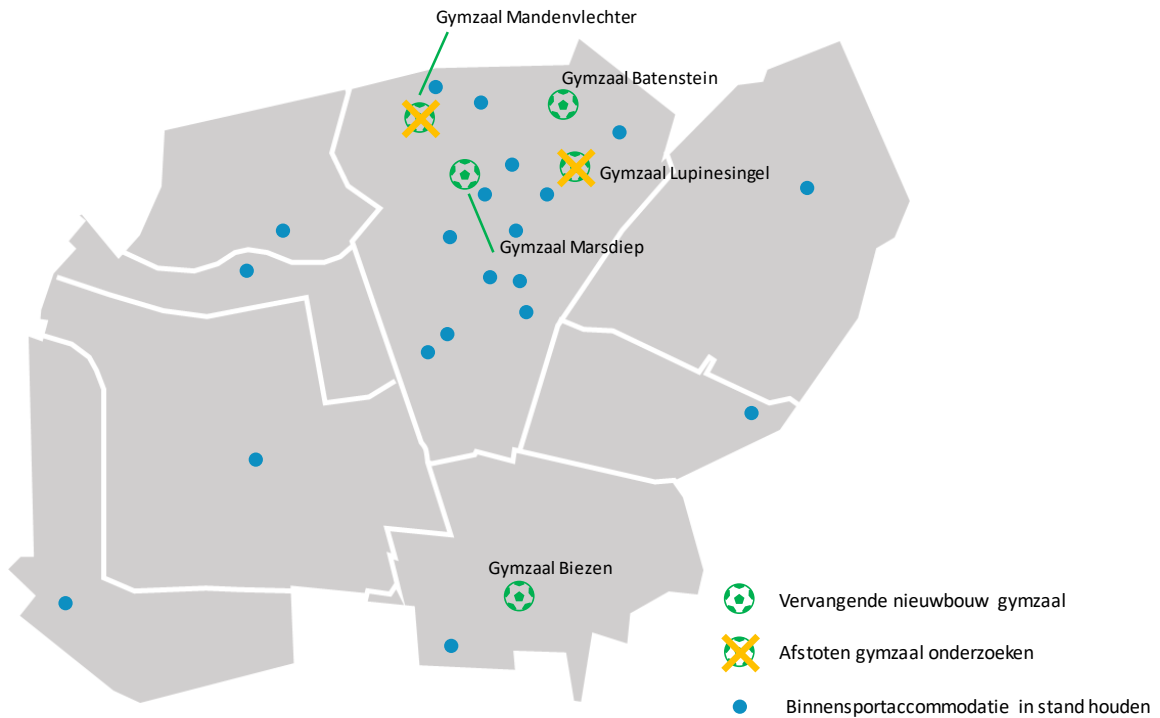 Gymzaal Mandenvlechter
Gymzaal Batenstein
Gymzaal Lupinesingel
Gymzaal Marsdiep
Gymzaal Biezen
Vervangende nieuwbouw gymzaal
Afstoten gymzaal onderzoeken
Binnensportaccommodatie in stand houden